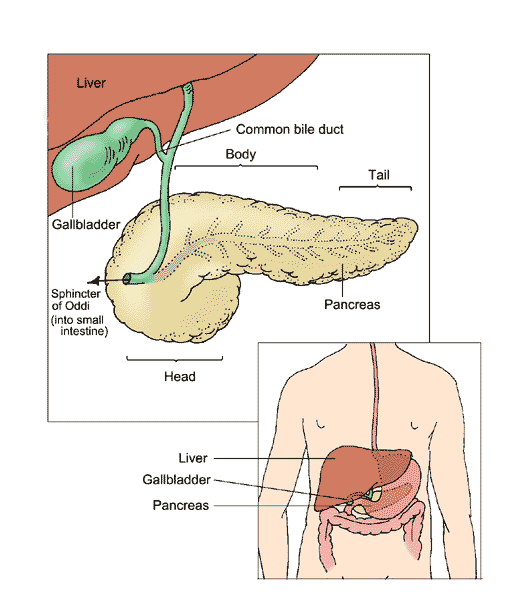 Liver
Common bile duct
Body
Tail
Gallbladder
Sphincter
of Oddi
(into small
intestine)
Pancreas
Head
Liver
Gallbladder
Pancreas